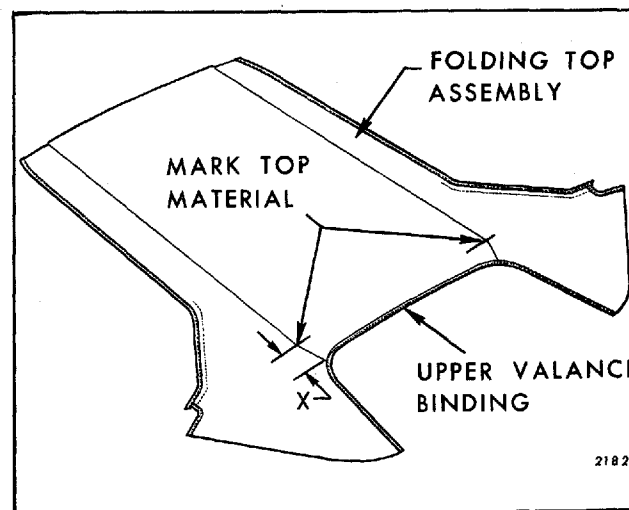 FOLDING TOP
ASSEMBLY
MARK TOP
MATERIAL
X
UPPER VALANC
BINDING
2182